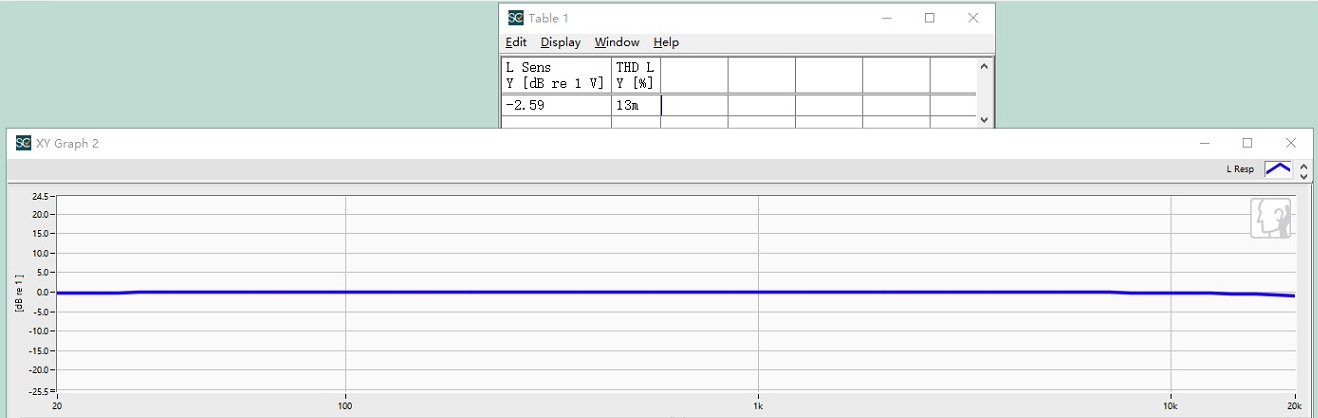 SC Table 1
Edit Display Window Help
L Sens THD L
Y [dB re 1 V] Y [%]
-2.59 13m
SC XY Graph 2
L Resp
24.5
20.0
15.0
10.0
5.0
0.0
-5.0
-10.0
-15.0
-20.0
-25.5
[dB re 1 ]
20 100 1k 10k 20k